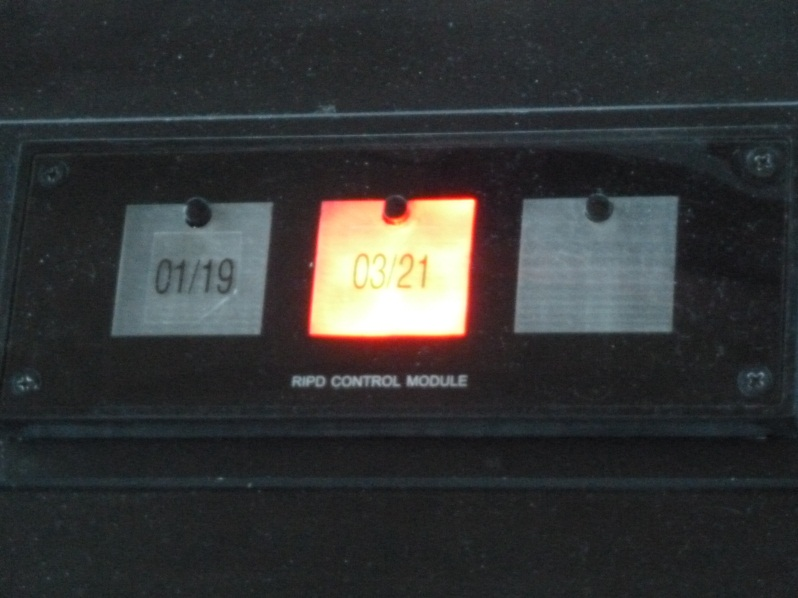 01/19 03/21
RIPD CONTROL MODULE